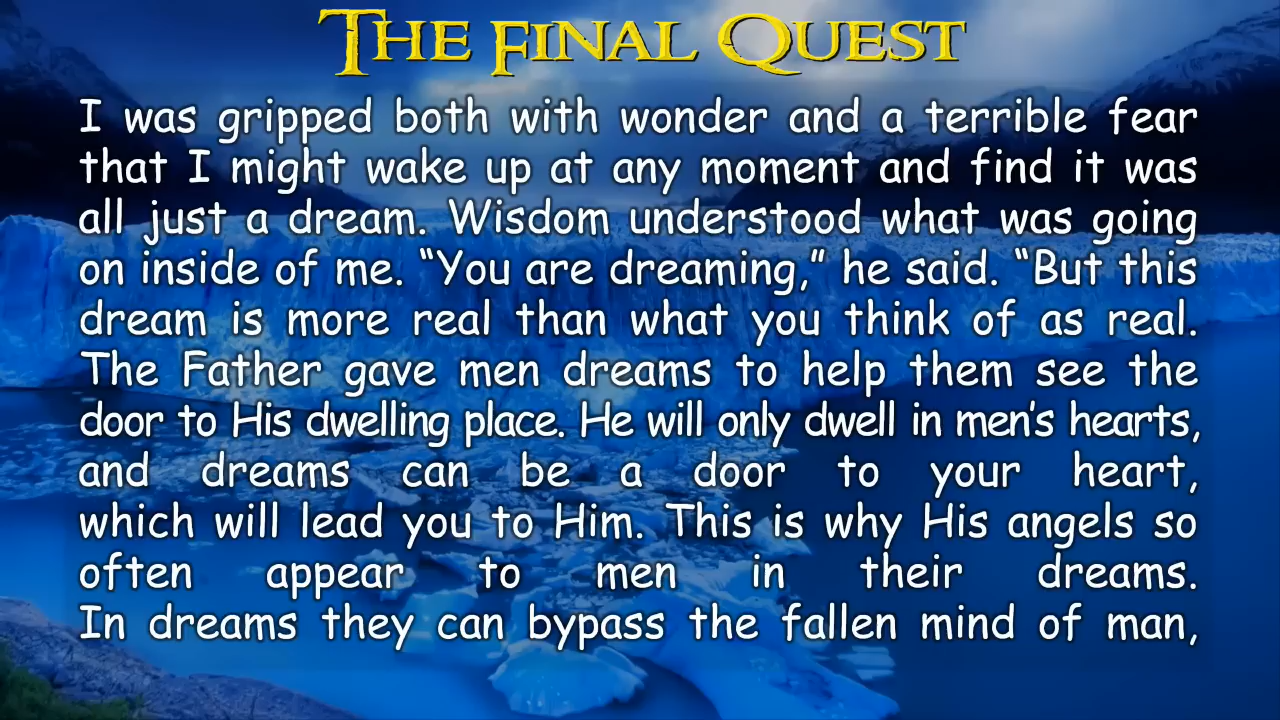 The Final Quest
I was gripped both with wonder and a terrible fear
that I might wake up at any moment and find it was
all just a dream. Wisdom understood what was going
on inside of me. “You are dreaming,” he said. “But this
dream is more real than what you think of as real.
The Father gave men dreams to help them see the
door to His dwelling place. He will only dwell in men’s hearts,
and dreams can be a door to your heart,
which will lead you to Him. This is why His angels so
often appear to men in their dreams.
In dreams they can bypass the fallen mind of man,